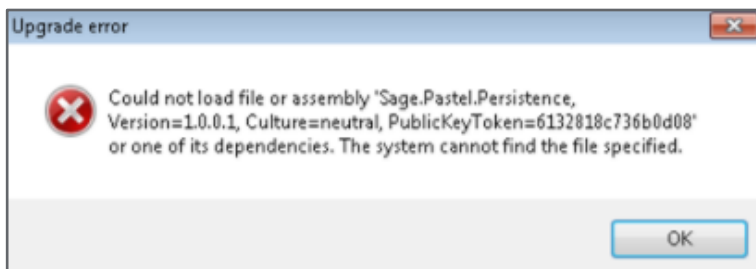 Upgrade error
Could not load file or assembly 'Sage.Pastel.Persistence,
Version=1.0.0.1, Culture=neutral, PublicKeyToken=6132818c736b0d08'
or one of its dependencies. The system cannot find the file specified.
OK